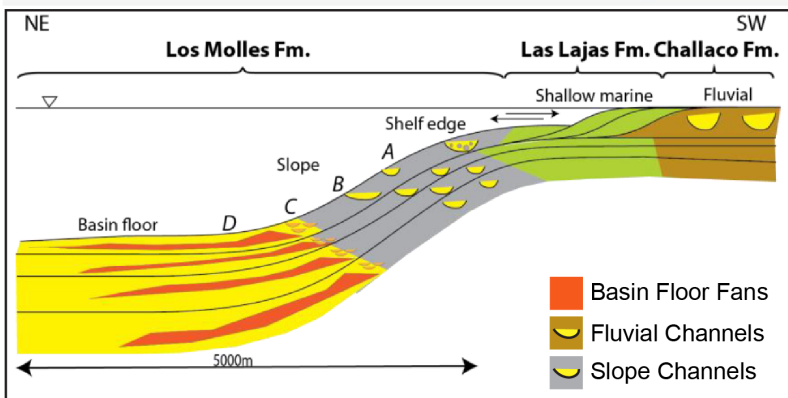 NE
SW
Los Molles Fm.
Las Lajas Fm.
Challaco Fm.
Shallow marine
Fluvial
Shelf edge
A
Slope
B
C
D
Basin floor
Basin Floor Fans
Fluvial Channels
Slope Channels
5000m